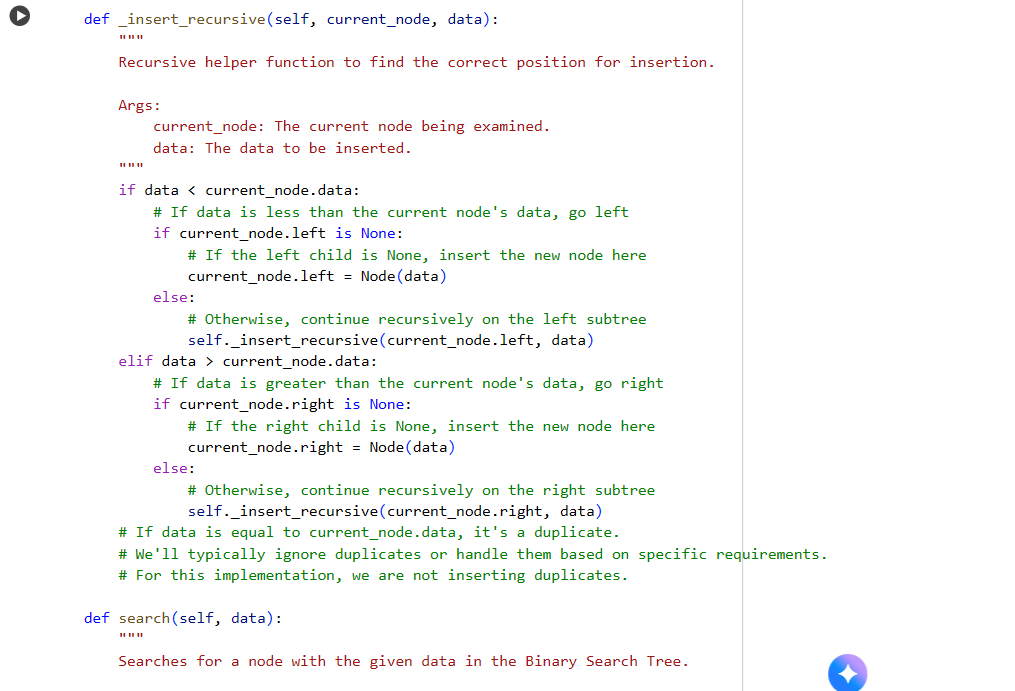 def _insert_recursive(self, current_node, data):
"""
Recursive helper function to find the correct position for insertion.
Args:
current_node: The current node being examined.
data: The data to be inserted.
"""
if data < current_node.data:
# If data is less than the current node's data, go left
if current_node.left is None:
# If the left child is None, insert the new node here
current_node.left = Node(data)
else:
# Otherwise, continue recursively on the left subtree
self._insert_recursive(current_node.left, data)
elif data > current_node.data:
# If data is greater than the current node's data, go right
if current_node.right is None:
# If the right child is None, insert the new node here
current_node.right = Node(data)
else:
# Otherwise, continue recursively on the right subtree
self._insert_recursive(current_node.right, data)
# If data is equal to current_node.data, it's a duplicate.
# We'll typically ignore duplicates or handle them based on specific requirements.
# For this implementation, we are not inserting duplicates.
def search(self, data):
"""
Searches for a node with the given data in the Binary Search Tree.